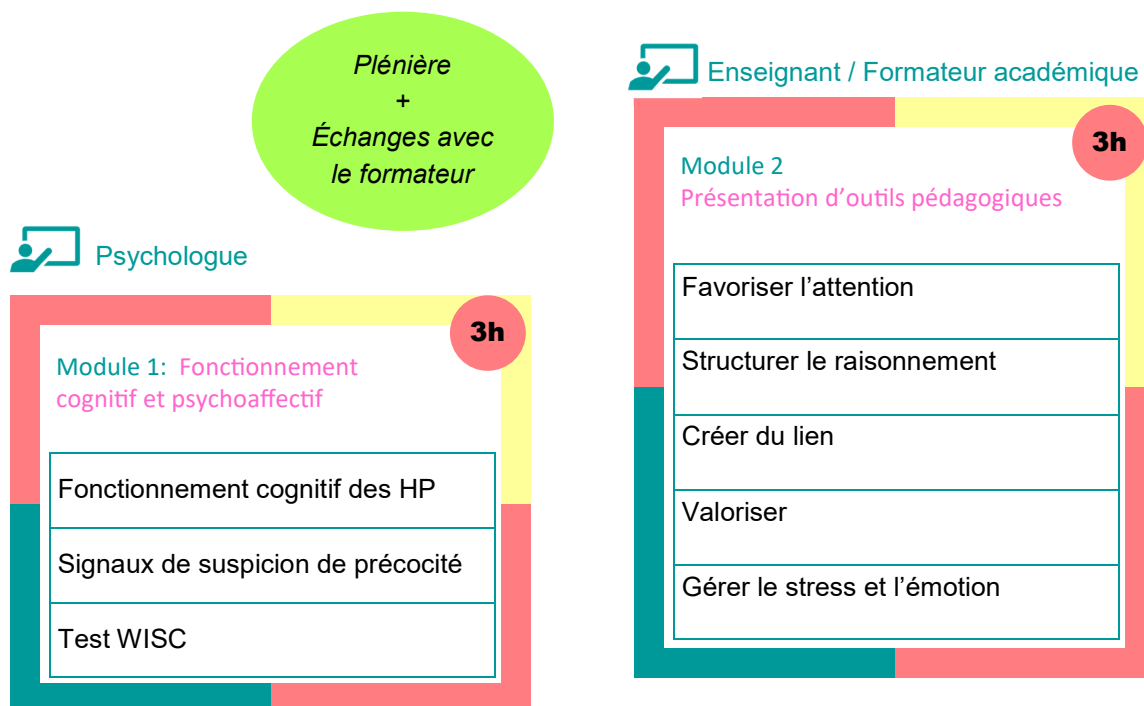 Plénière
+
Échanges avec
le formateur
Psychologue
3h
Module 1: Fonctionnement
cognitif et psychoaffectif
Fonctionnement cognitif des HP
Signaux de suspicion de précocité
Test WISC
Enseignant / Formateur académique
3h
Module 2
Présentation d’outils pédagogiques
Favoriser l’attention
Structurer le raisonnement
Créer du lien
Valoriser
Gérer le stress et l’émotion